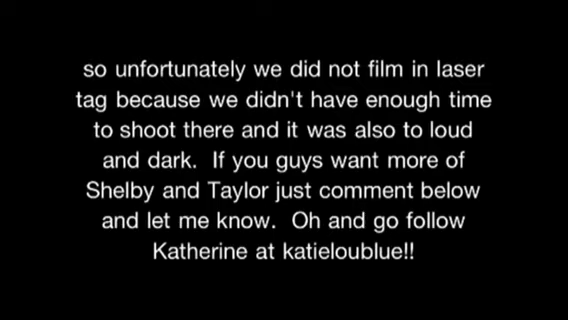 so unfortunately we did not film in laser
tag because we didn't have enough time
to shoot there and it was also to loud
and dark.  If you guys want more of
Shelby and Taylor just comment below
and let me know.  Oh and go follow
Katherine at katieloublue!!